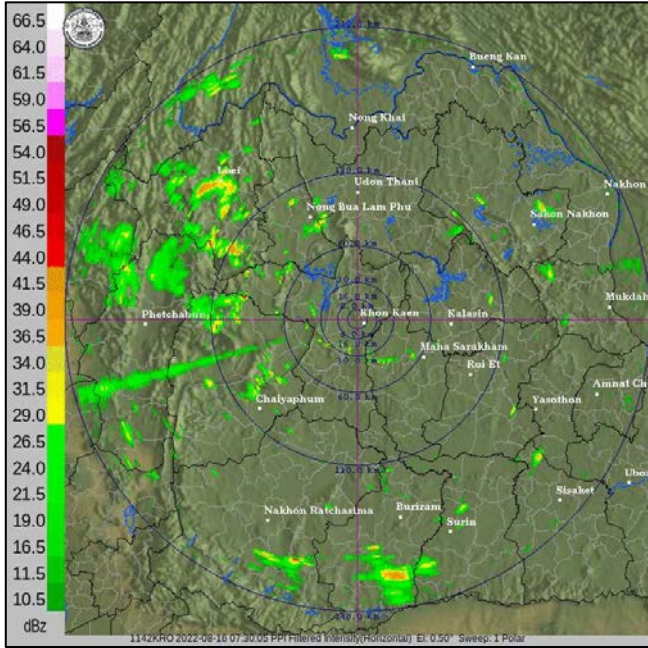 66.5
64.0
61.5
59.0
56.5
54.0
51.5
49.0
46.5
44.0
41.5
39.0
36.5
34.0
31.5
29.0
26.5
24.0
21.5
19.0
16.5
11.5
10.5
dBz
Bueng Kan
Nong Khai
Loei
Udon Thani
Nakhon
Nong Bua Lam Phu
Sakon Nakhon
Mukdah
Phetchabun
Khon Kaen
Kalasin
Maha Sarakham
Roi Et
Amnat Ch
Chaiyaphum
Yasothon
60.0 km
120.0 km
Ubon
Sisaket
Nakhon Ratchasima
Buriram
Surin
1142KRO 2022-08-16 07:30:05 PPI Filtered Intensity(Horizontal) El: 0.50° Sweep: 1 Polar